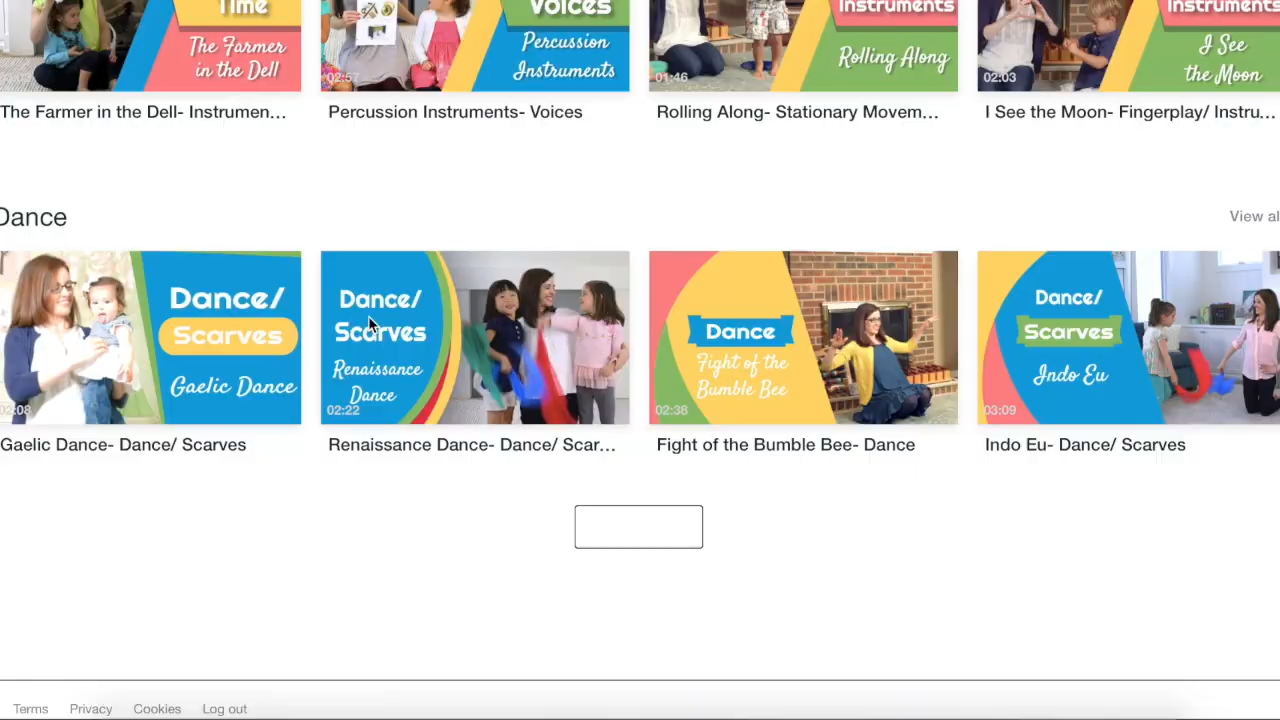 Time
The Farmer
in the Dell
Voices
Percussion
Instruments
02:57
Instruments
Rolling Along
01:46
Instruments
I See
the Moon
02:03
The Farmer in the Dell- Instrumen...
Percussion Instruments- Voices
Rolling Along- Stationary Movem...
I See the Moon- Fingerplay/ Instru...
Dance
View al
Dance/
Scarves
Gaelic Dance
02:08
Dance/
Scarves
Renaissance
Dance
02:22
Dance
Fight of the
Bumble Bee
02:38
Dance/
Scarves
Indo Eu
03:09
Gaelic Dance- Dance/ Scarves
Renaissance Dance- Dance/ Scar...
Fight of the Bumble Bee- Dance
Indo Eu- Dance/ Scarves
Terms Privacy Cookies Log out